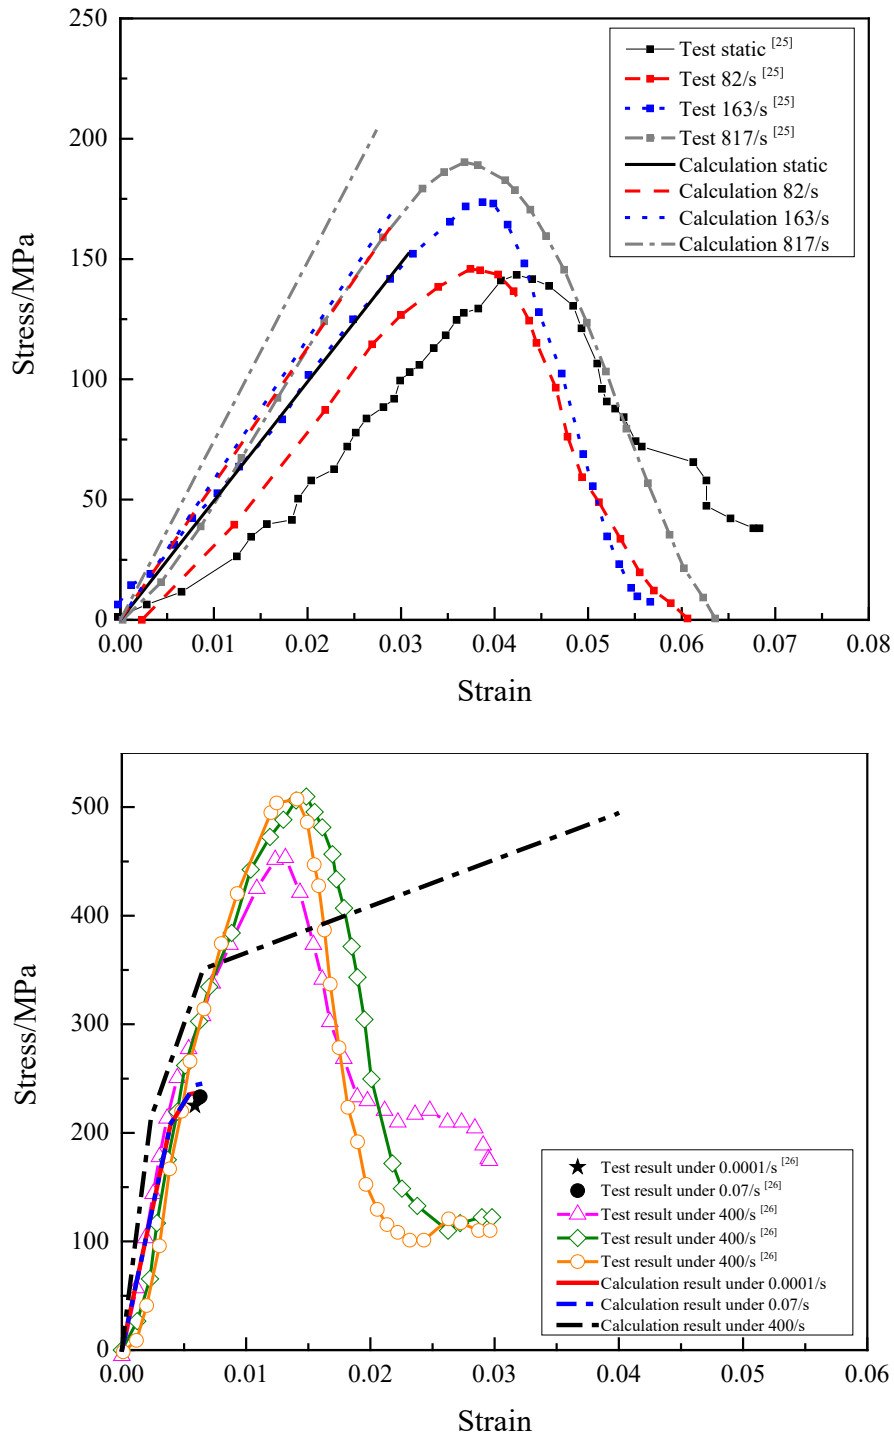 250
200
150
100
50
0
Stress/MPa
0.00
0.01
0.02
0.03
0.04
0.05
0.06
0.07
0.08
Strain
Test static [25]
Test 82/s [25]
Test 163/s [25]
Test 817/s [25]
Calculation static
Calculation 82/s
Calculation 163/s
Calculation 817/s
500
400
300
200
100
0
Stress/MPa
0.00
0.01
0.02
0.03
0.04
0.05
0.06
Strain
Test result under 0.0001/s [26]
Test result under 0.07/s [26]
Test result under 400/s [26]
Test result under 400/s [26]
Test result under 400/s [26]
Calculation result under 0.0001/s
Calculation result under 0.07/s
Calculation result under 400/s